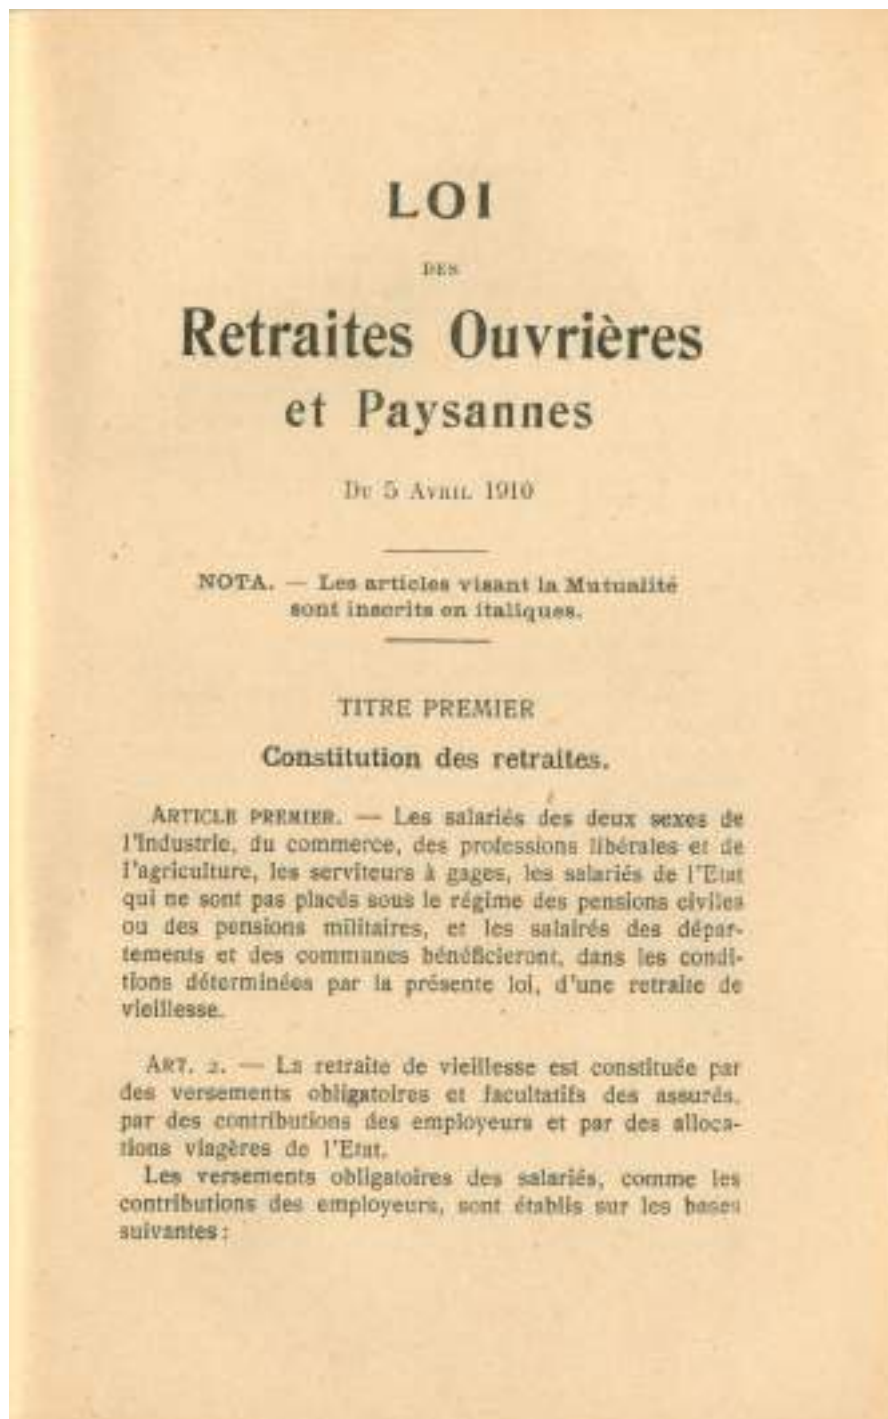 LOI
DES
Retraites Ouvrières
et Paysannes
DU 5 AVRIL 1910
NOTA. — Les articles visant la Mutualité
sont inscrits en italiques.
TITRE PREMIER
Constitution des retraites.
ARTICLE PREMIER. — Les salariés des deux sexes de
l'industrie, du commerce, des professions libérales et de
l'agriculture, les serviteurs à gages, les salariés de l'Etat
qui ne sont pas placés sous le régime des pensions civiles
ou des pensions militaires, et les salairés des dépar-
tements et des communes bénéficieront, dans les condi-
tions déterminées par la présente loi, d'une retraite de
vieillesse.
ART. 2. — La retraite de vieillesse est constituée par
des versements obligatoires et facultatifs des assurés,
par des contributions des employeurs et par des alloca-
tions viagères de l'Etat.
Les versements obligatoires des salariés, comme les
contributions des employeurs, sont établis sur les bases
suivantes :